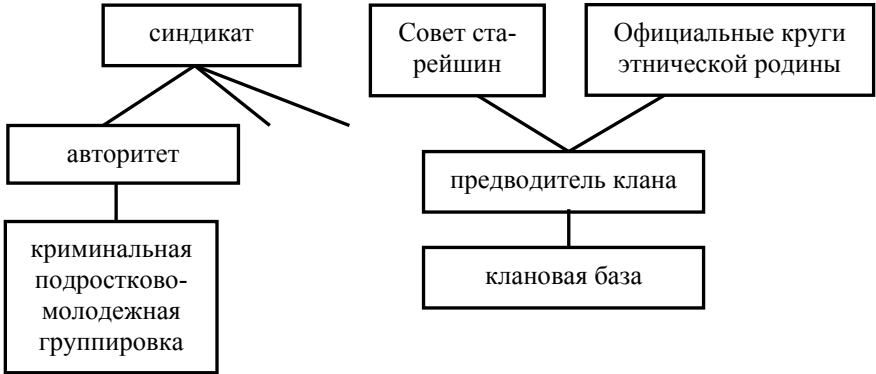 синдикат
Совет ста-
рейшин
Официальные круги
этнической родины
авторитет
предводитель клана
криминальная
подростково-
молодежная
группировка
клановая база